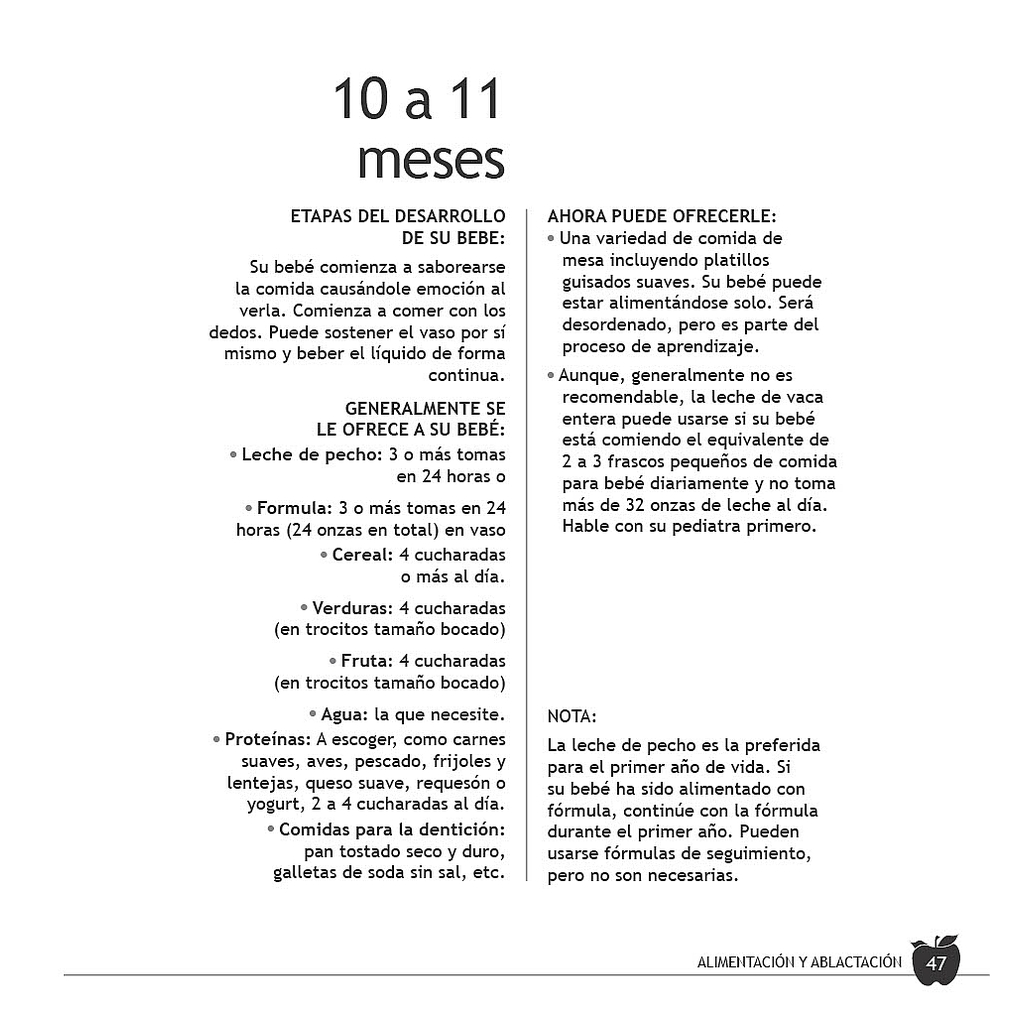 10 a 11
meses
ETAPAS DEL DESARROLLO
DE SU BEBE:
Su bebé comienza a saborearse
la comida causándole emoción al
verla. Comienza a comer con los
dedos. Puede sostener el vaso por sí
mismo y beber el líquido de forma
continua.
GENERALMENTE SE
LE OFRECE A SU BEBÉ:
• Leche de pecho: 3 o más tomas
en 24 horas o
• Formula: 3 o más tomas en 24
horas (24 onzas en total) en vaso
• Cereal: 4 cucharadas
o más al día.
• Verduras: 4 cucharadas
(en trocitos tamaño bocado)
• Fruta: 4 cucharadas
(en trocitos tamaño bocado)
• Agua: la que necesite.
• Proteínas: A escoger, como carnes
suaves, aves, pescado, frijoles y
lentejas, queso suave, requesón o
yogurt, 2 a 4 cucharadas al día.
• Comidas para la dentición:
pan tostado seco y duro,
galletas de soda sin sal, etc.
AHORA PUEDE OFRECERLE:
• Una variedad de comida de
mesa incluyendo platillos
guisados suaves. Su bebé puede
estar alimentándose solo. Será
desordenado, pero es parte del
proceso de aprendizaje.
• Aunque, generalmente no es
recomendable, la leche de vaca
entera puede usarse si su bebé
está comiendo el equivalente de
2 a 3 frascos pequeños de comida
para bebé diariamente y no toma
más de 32 onzas de leche al día.
Hable con su pediatra primero.
NOTA:
La leche de pecho es la preferida
para el primer año de vida. Si
su bebé ha sido alimentado con
fórmula, continúe con la fórmula
durante el primer año. Pueden
usarse fórmulas de seguimiento,
pero no son necesarias.
ALIMENTACIÓN Y ABLACTACIÓN 47